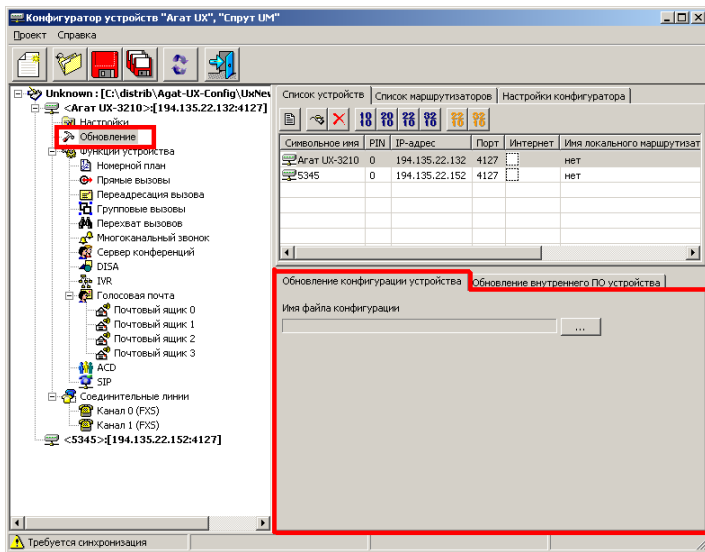 Конфигуратор устройств "Агат UX", "Спрут UM"
Проект Справка
Unknown : [C:\distrib\Agat-UX-Config\UxNe
<Агат UX-3210>:[194.135.22.132:4127]
Настройки
Обновление
Функции устройства
Номерной план
Прямые вызовы
Переадресация вызова
Групповые вызовы
Перехват вызовов
Многоканальный звонок
Сервер конференций
DISA
IVR
Голосовая почта
Почтовый ящик 0
Почтовый ящик 1
Почтовый ящик 2
Почтовый ящик 3
ACD
SIP
Соединительные линии
Канал 0 (FXS)
Канал 1 (FXS)
<5345>:[194.135.22.152:4127]
Список устройств Список маршрутизаторов Настройки конфигуратора
Символьное имя PIN IP-адрес Порт Интернет Имя локального маршрутизат
Агат UX-3210 0 194.135.22.132 4127 нет
5345 0 194.135.22.152 4127 нет
Обновление конфигурации устройства Обновление внутреннего ПО устройства
Имя файла конфигурации
...
Требуется синхронизация